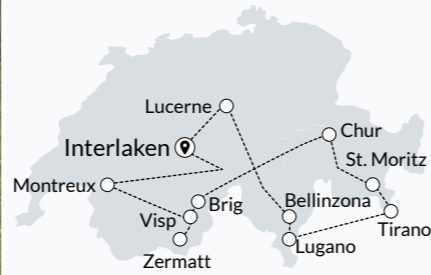 Lucerne
Chur
Interlaken
St. Moritz
Montreux
Brig
Bellinzona
Visp
Tirano
Lugano
Zermatt